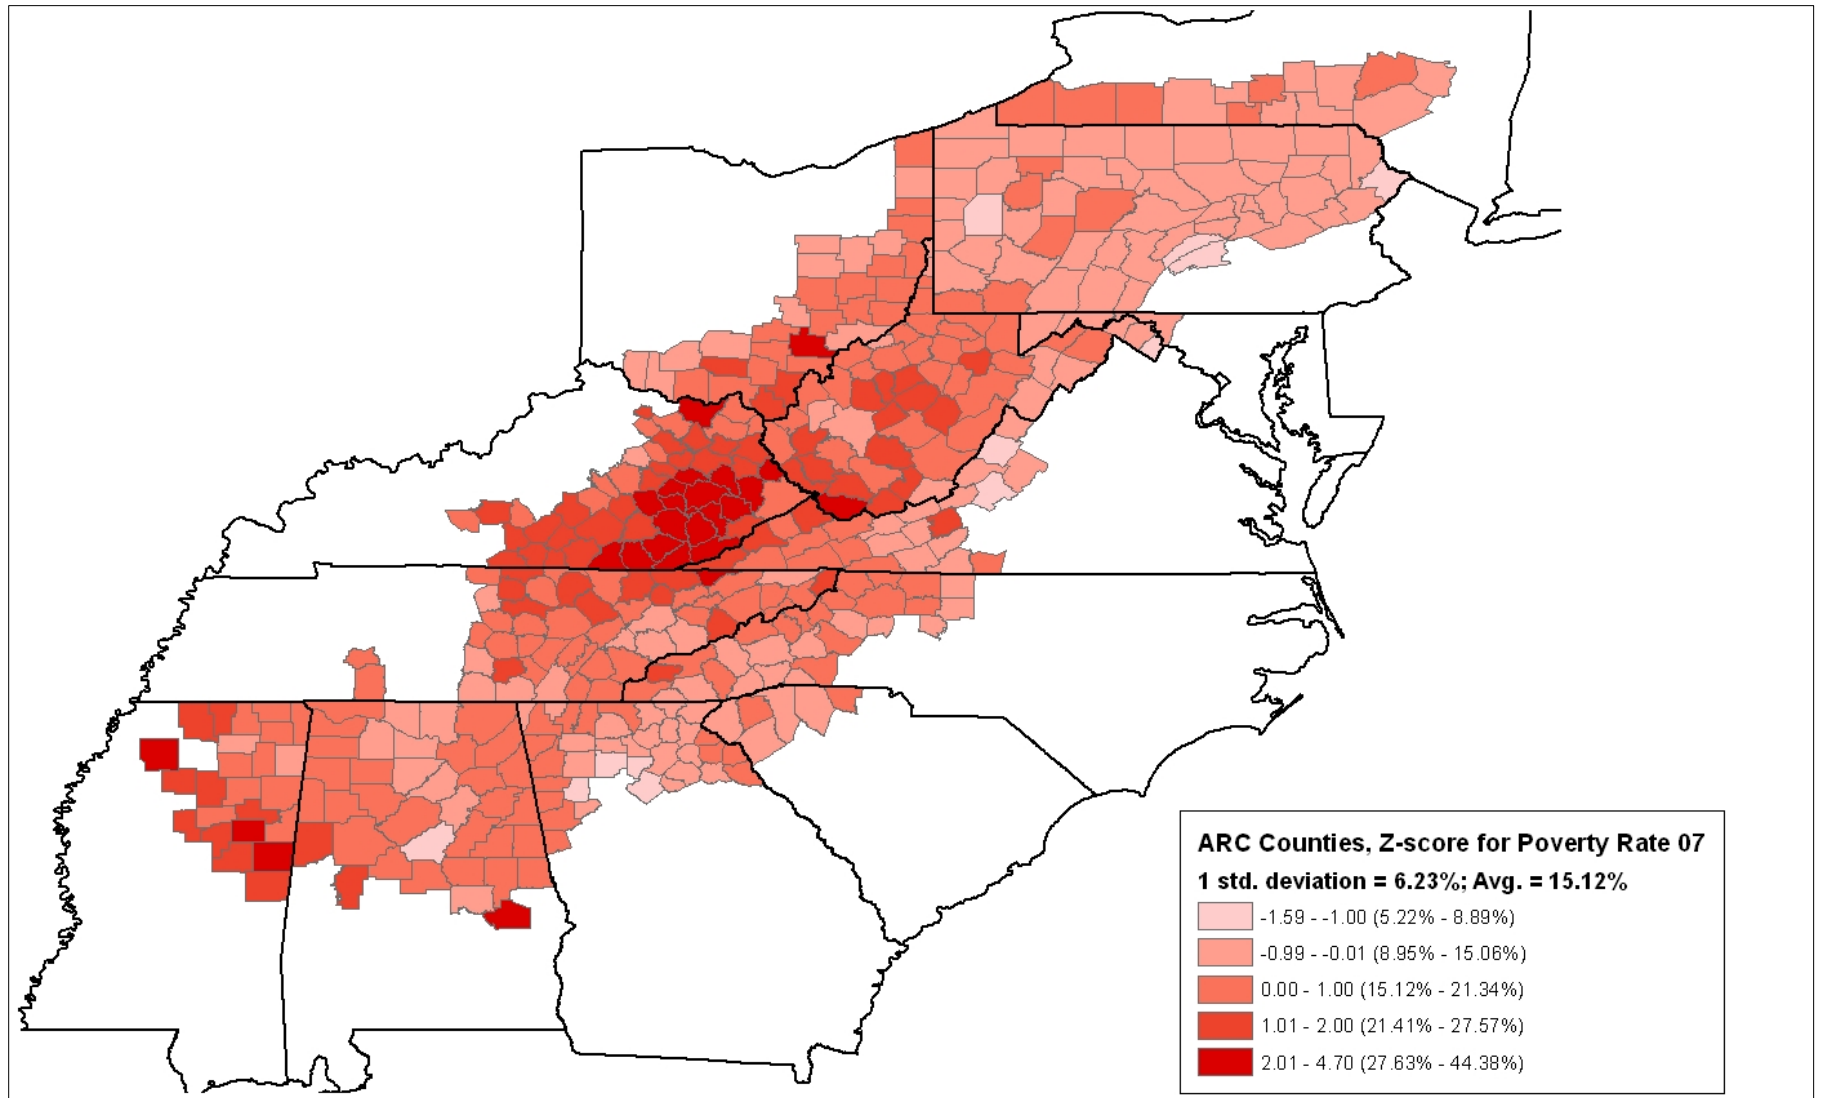 ARC Counties, Z-score for Poverty Rate 07
1 std. deviation = 6.23%; Avg. = 15.12%
-1.59 - -1.00 (5.22% - 8.89%)
-0.99 - -0.01 (8.95% - 15.06%)
0.00 - 1.00 (15.12% - 21.34%)
1.01 - 2.00 (21.41% - 27.57%)
2.01 - 4.70 (27.63% - 44.38%)